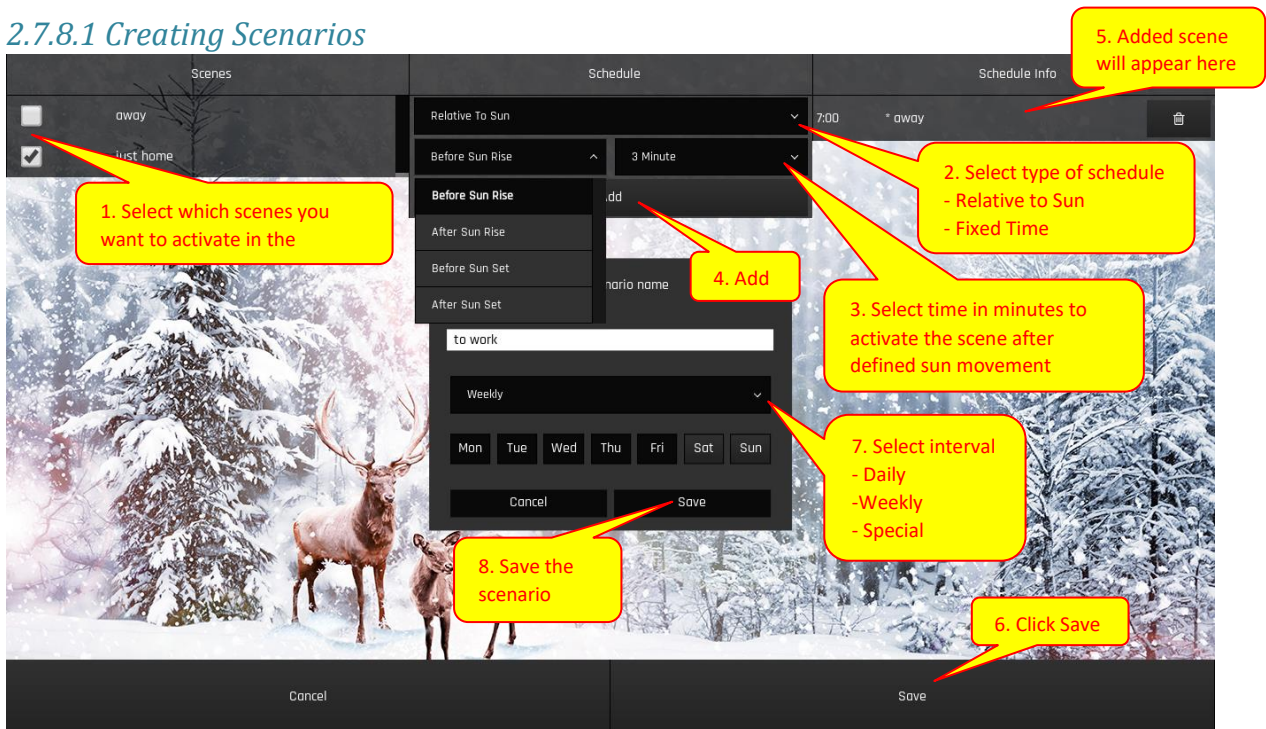 2.7.8.1 Creating Scenarios
5. Added scene
will appear here
Scenes
Schedule
Schedule Info
away
Relative To Sun
7:00 * away
just home
Before Sun Rise
3 Minute
2. Select type of schedule
- Relative to Sun
- Fixed Time
1. Select which scenes you
want to activate in the
Before Sun Rise
After Sun Rise
Before Sun Set
After Sun Set
4. Add
3. Select time in minutes to
activate the scene after
defined sun movement
name
to work
Weekly
Mon Tue Wed Thu Fri Sat Sun
7. Select interval
- Daily
-Weekly
- Special
Cancel
Save
8. Save the
scenario
6. Click Save
Cancel
Save